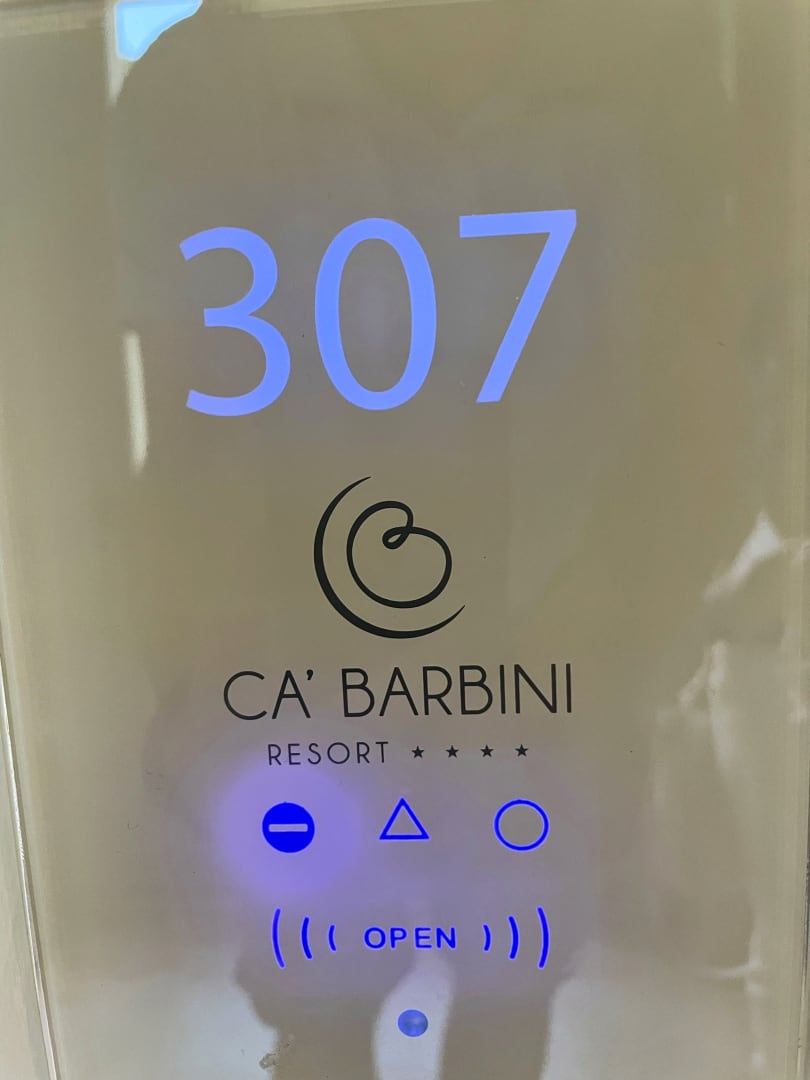 307
CA' BARBINI
RESORT ★ ★ ★ ★
OPEN